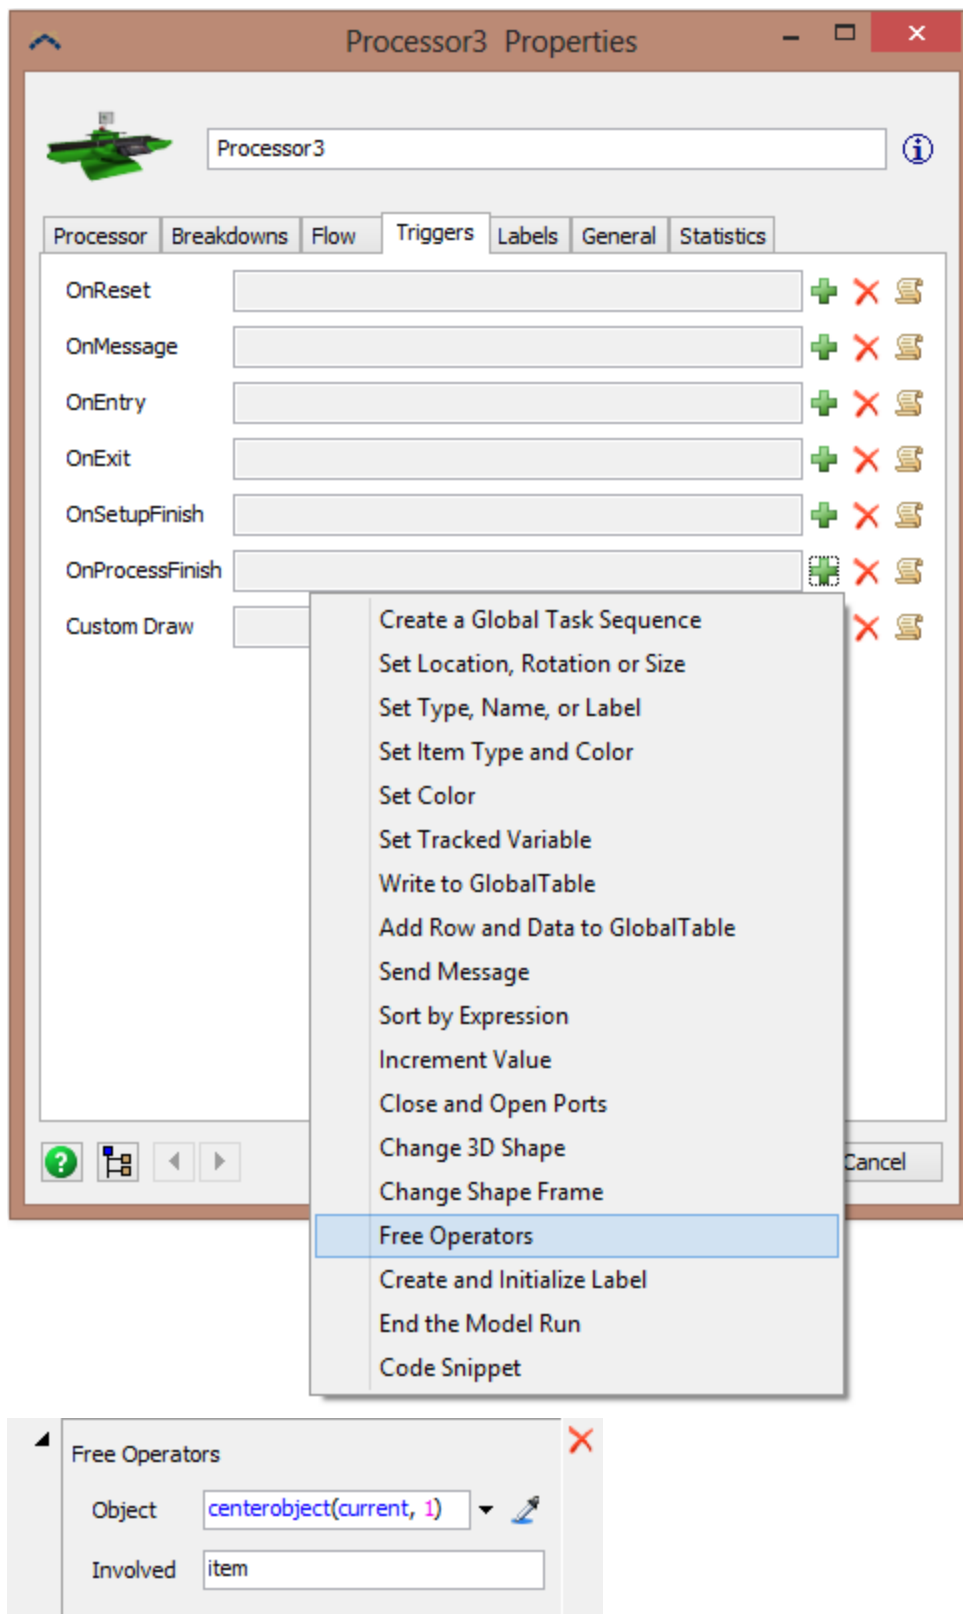 Processor3 Properties
Processor3
Processor Breakdowns Flow Triggers Labels General Statistics
OnReset
OnMessage
OnEntry
OnExit
OnSetupFinish
OnProcessFinish
Custom Draw
Create a Global Task Sequence
Set Location, Rotation or Size
Set Type, Name, or Label
Set Item Type and Color
Set Color
Set Tracked Variable
Write to GlobalTable
Add Row and Data to GlobalTable
Send Message
Sort by Expression
Increment Value
Close and Open Ports
Change 3D Shape
Cancel
Change Shape Frame
Free Operators
Create and Initialize Label
End the Model Run
Code Snippet
Free Operators
Object centerobject(current, 1)
Involved item